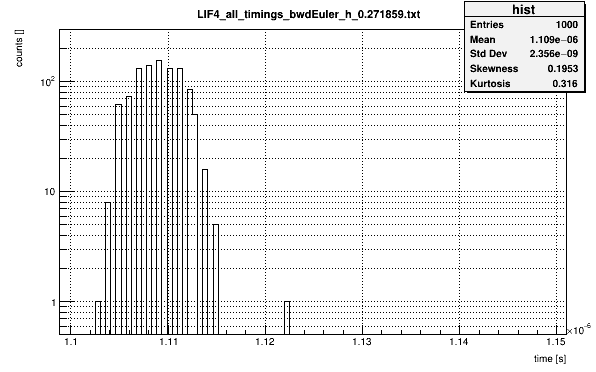 LIF4_all_timings_bwdEuler_h_0.271859.txt
hist
Entries 1000
Mean 1.109e−06
Std Dev 2.356e−09
Skewness 0.1953
Kurtosis 0.316
counts []
10²
10
1
1.1 1.11 1.12 1.13 1.14 1.15
×10⁻⁶
time [s]